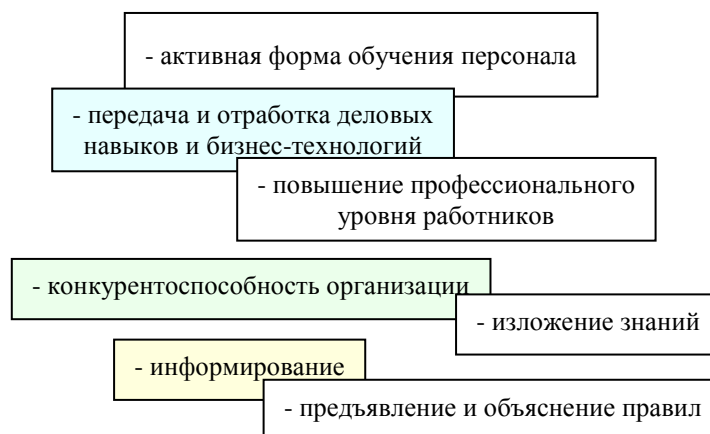 - активная форма обучения персонала
- передача и отработка деловых
навыков и бизнес-технологий
- повышение профессионального
уровня работников
- конкурентоспособность организации
- изложение знаний
- информирование
- предъявление и объяснение правил